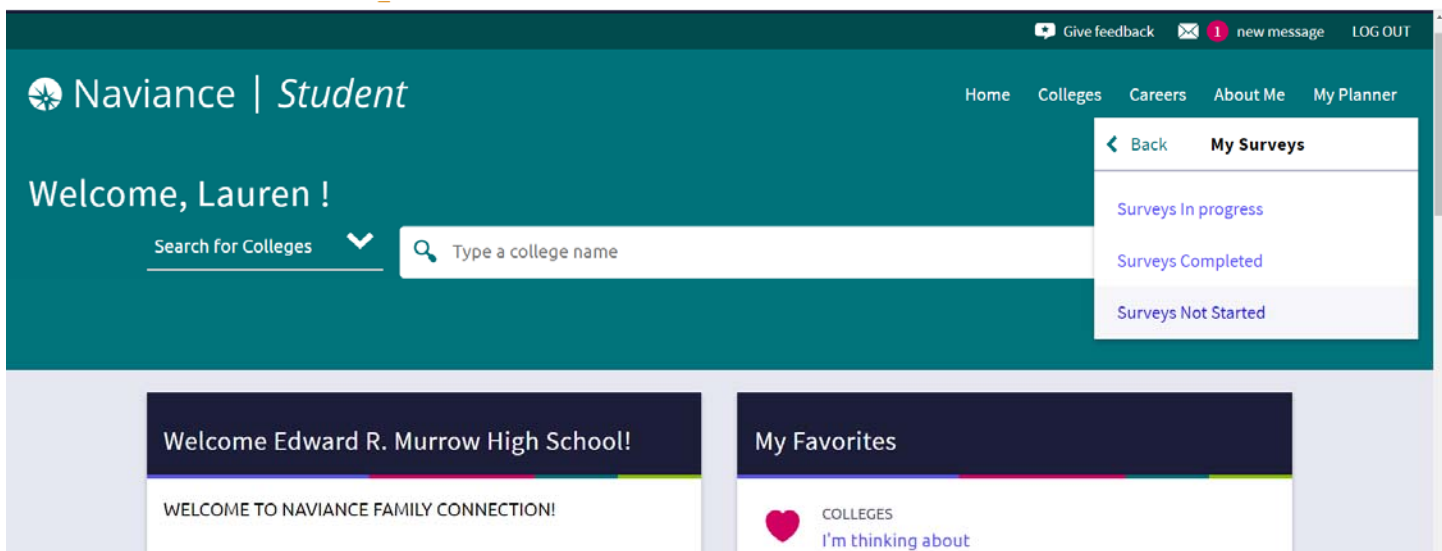 Give feedback 1 new message LOG OUT
Naviance | Student
Home Colleges Careers About Me My Planner
Back My Surveys
Surveys In progress
Surveys Completed
Surveys Not Started
Welcome, Lauren !
Search for Colleges Type a college name
Welcome Edward R. Murrow High School!
WELCOME TO NAVIANCE FAMILY CONNECTION!
My Favorites
COLLEGES
I'm thinking about